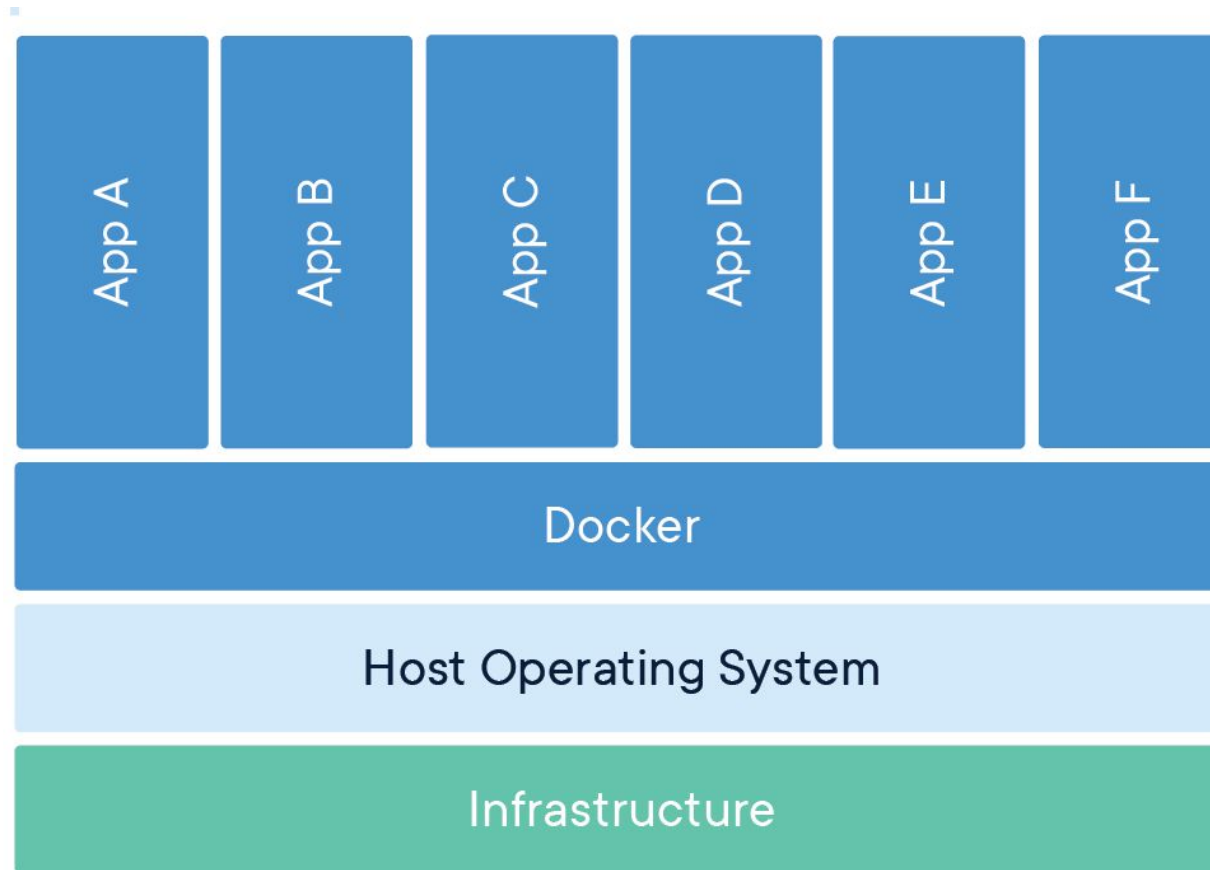 App A
App B
App C
App D
App E
App F
Docker
Host Operating System
Infrastructure